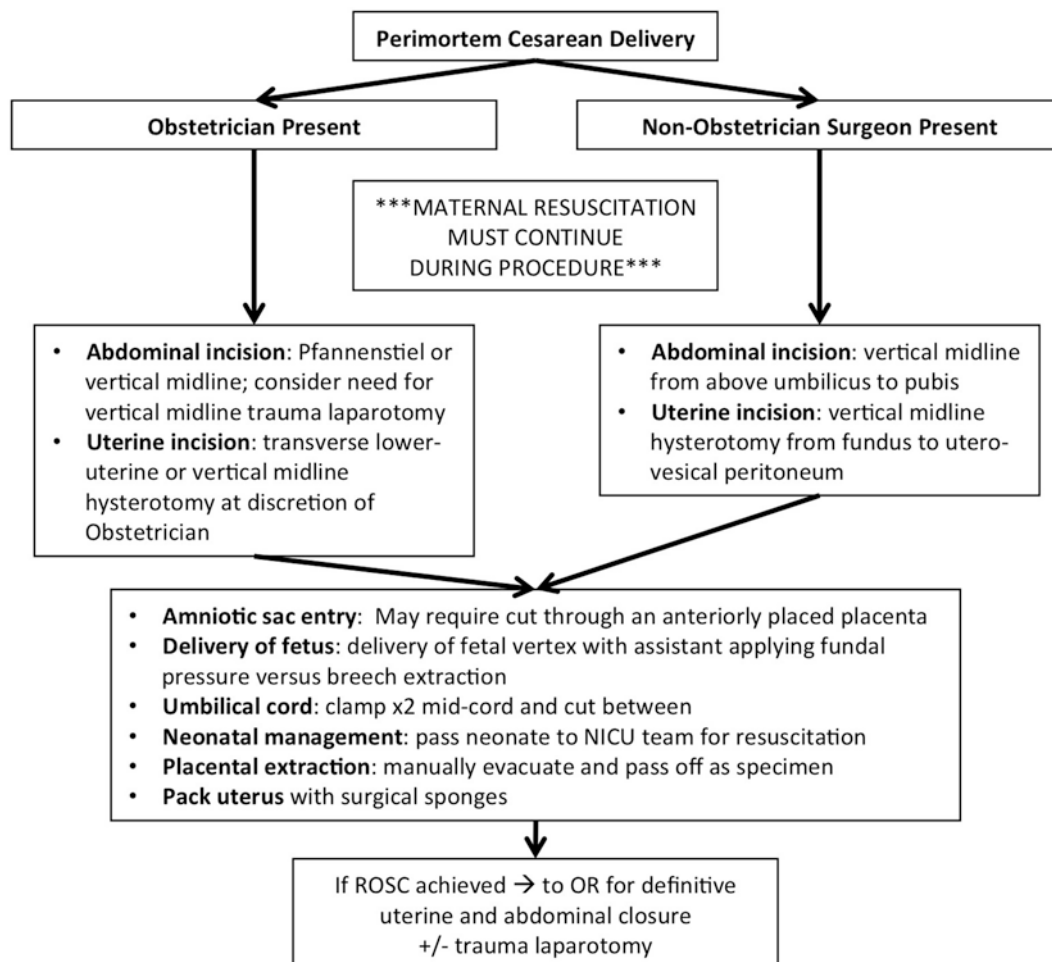 Perimortem Cesarean Delivery
Obstetrician Present
Non-Obstetrician Surgeon Present
***MATERNAL RESUSCITATION
MUST CONTINUE
DURING PROCEDURE***
• Abdominal incision: Pfannenstiel or
vertical midline; consider need for
vertical midline trauma laparotomy
• Uterine incision: transverse lower-
uterine or vertical midline
hysterotomy at discretion of
Obstetrician
• Abdominal incision: vertical midline
from above umbilicus to pubis
• Uterine incision: vertical midline
hysterotomy from fundus to utero-
vesical peritoneum
• Amniotic sac entry: May require cut through an anteriorly placed placenta
• Delivery of fetus: delivery of fetal vertex with assistant applying fundal
pressure versus breech extraction
• Umbilical cord: clamp x2 mid-cord and cut between
• Neonatal management: pass neonate to NICU team for resuscitation
• Placental extraction: manually evacuate and pass off as specimen
• Pack uterus with surgical sponges
If ROSC achieved → to OR for definitive
uterine and abdominal closure
+/- trauma laparotomy